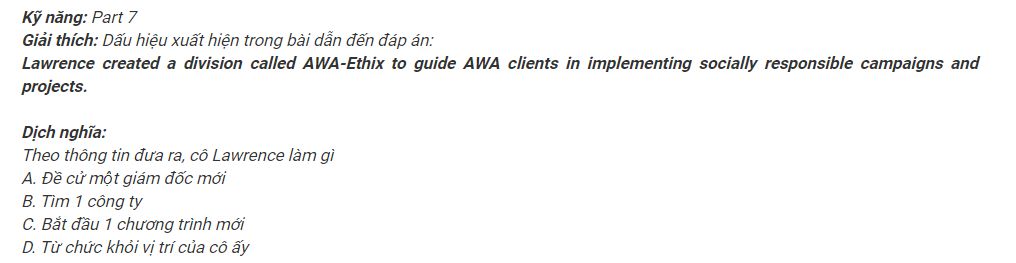 Kỹ năng: Part 7
Giải thích: Dấu hiệu xuất hiện trong bài dẫn đến đáp án:
Lawrence created a division called AWA-Ethix to guide AWA clients in implementing socially responsible campaigns and
projects.
Dịch nghĩa:
Theo thông tin đưa ra, cô Lawrence làm gì
A. Đề cử một giám đốc mới
B. Tìm 1 công ty
C. Bắt đầu 1 chương trình mới
D. Từ chức khỏi vị trí của cô ấy